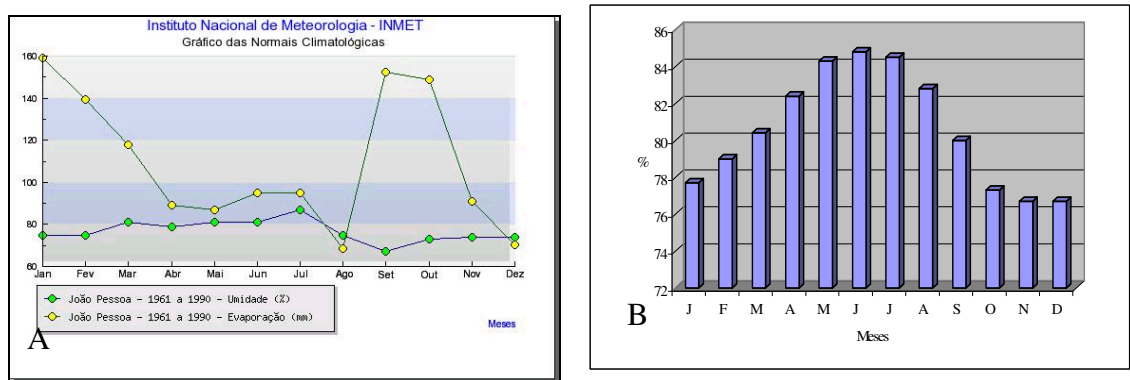 Instituto Nacional de Meteorologia - INMET
Gráfico das Normais Climatológicas
160
140
120
100
80
60
Jan Fev Mar Abr Mai Jun Jul Ago Set Out Nov Dez
João Pessoa - 1961 a 1990 - Umidade (%)
João Pessoa - 1961 a 1990 - Evaporação (mm)
Meses
A
86
84
82
80
%
78
76
74
72
J F M A M J J A S O N D
Meses
B